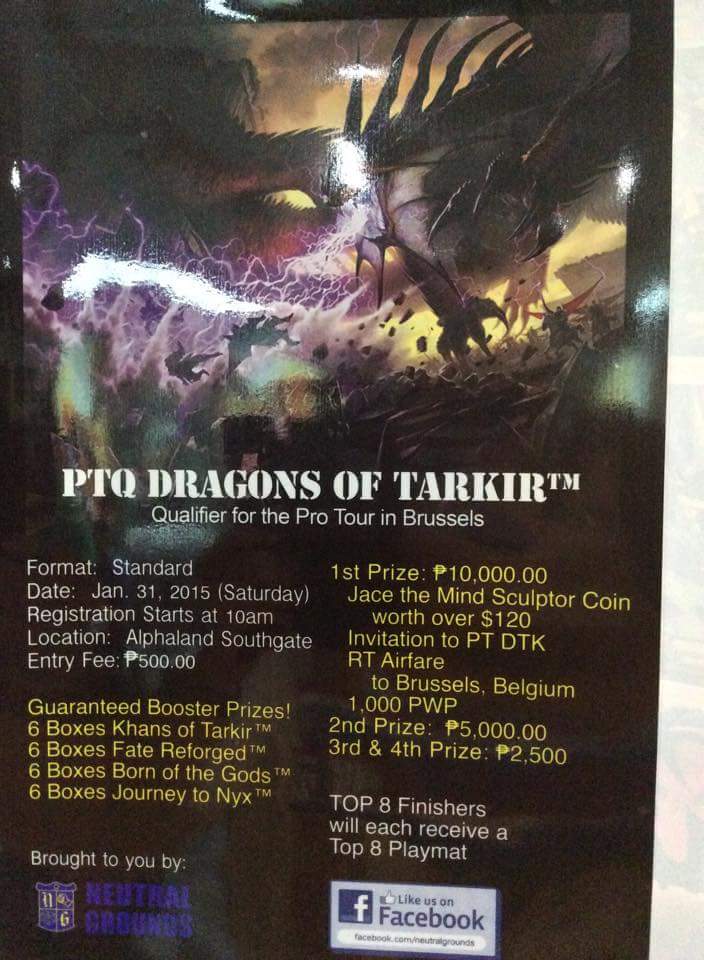 PTQ DRAGONS OF TARKIR™
Qualifier for the Pro Tour in Brussels
Format: Standard
Date: Jan. 31, 2015 (Saturday)
Registration Starts at 10am
Location: Alphaland Southgate
Entry Fee: ₱500.00
Guaranteed Booster Prizes!
6 Boxes Khans of Tarkir™
6 Boxes Fate Reforged™
6 Boxes Born of the Gods™
6 Boxes Journey to Nyx™
Brought to you by:
n
G
NEUTRAL
GROUNDS
1st Prize: ₱10,000.00
Jace the Mind Sculptor Coin
worth over $120
Invitation to PT DTK
RT Airfare
to Brussels, Belgium
1,000 PWP
2nd Prize: ₱5,000.00
3rd & 4th Prize: ₱2,500
TOP 8 Finishers
will each receive a
Top 8 Playmat
f
Like us on
Facebook
facebook.com/neutralgrounds